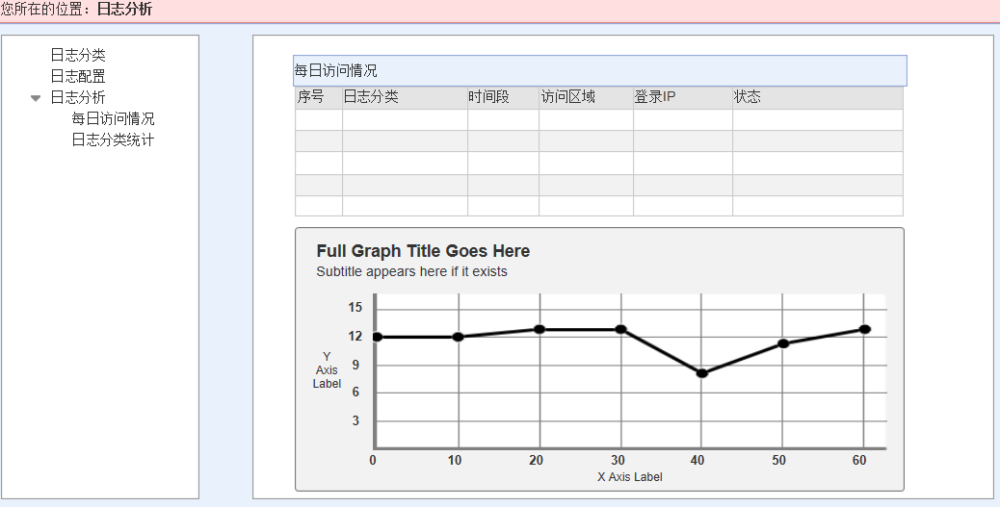 您所在的位置：日志分析
日志分类
日志配置
日志分析
每日访问情况
日志分类统计
每日访问情况
序号 日志分类 时间段 访问区域 登录IP 状态
Full Graph Title Goes Here
Subtitle appears here if it exists
15
12
9
6
3
Y
Axis
Label
0 10 20 30 40 50 60
X Axis Label